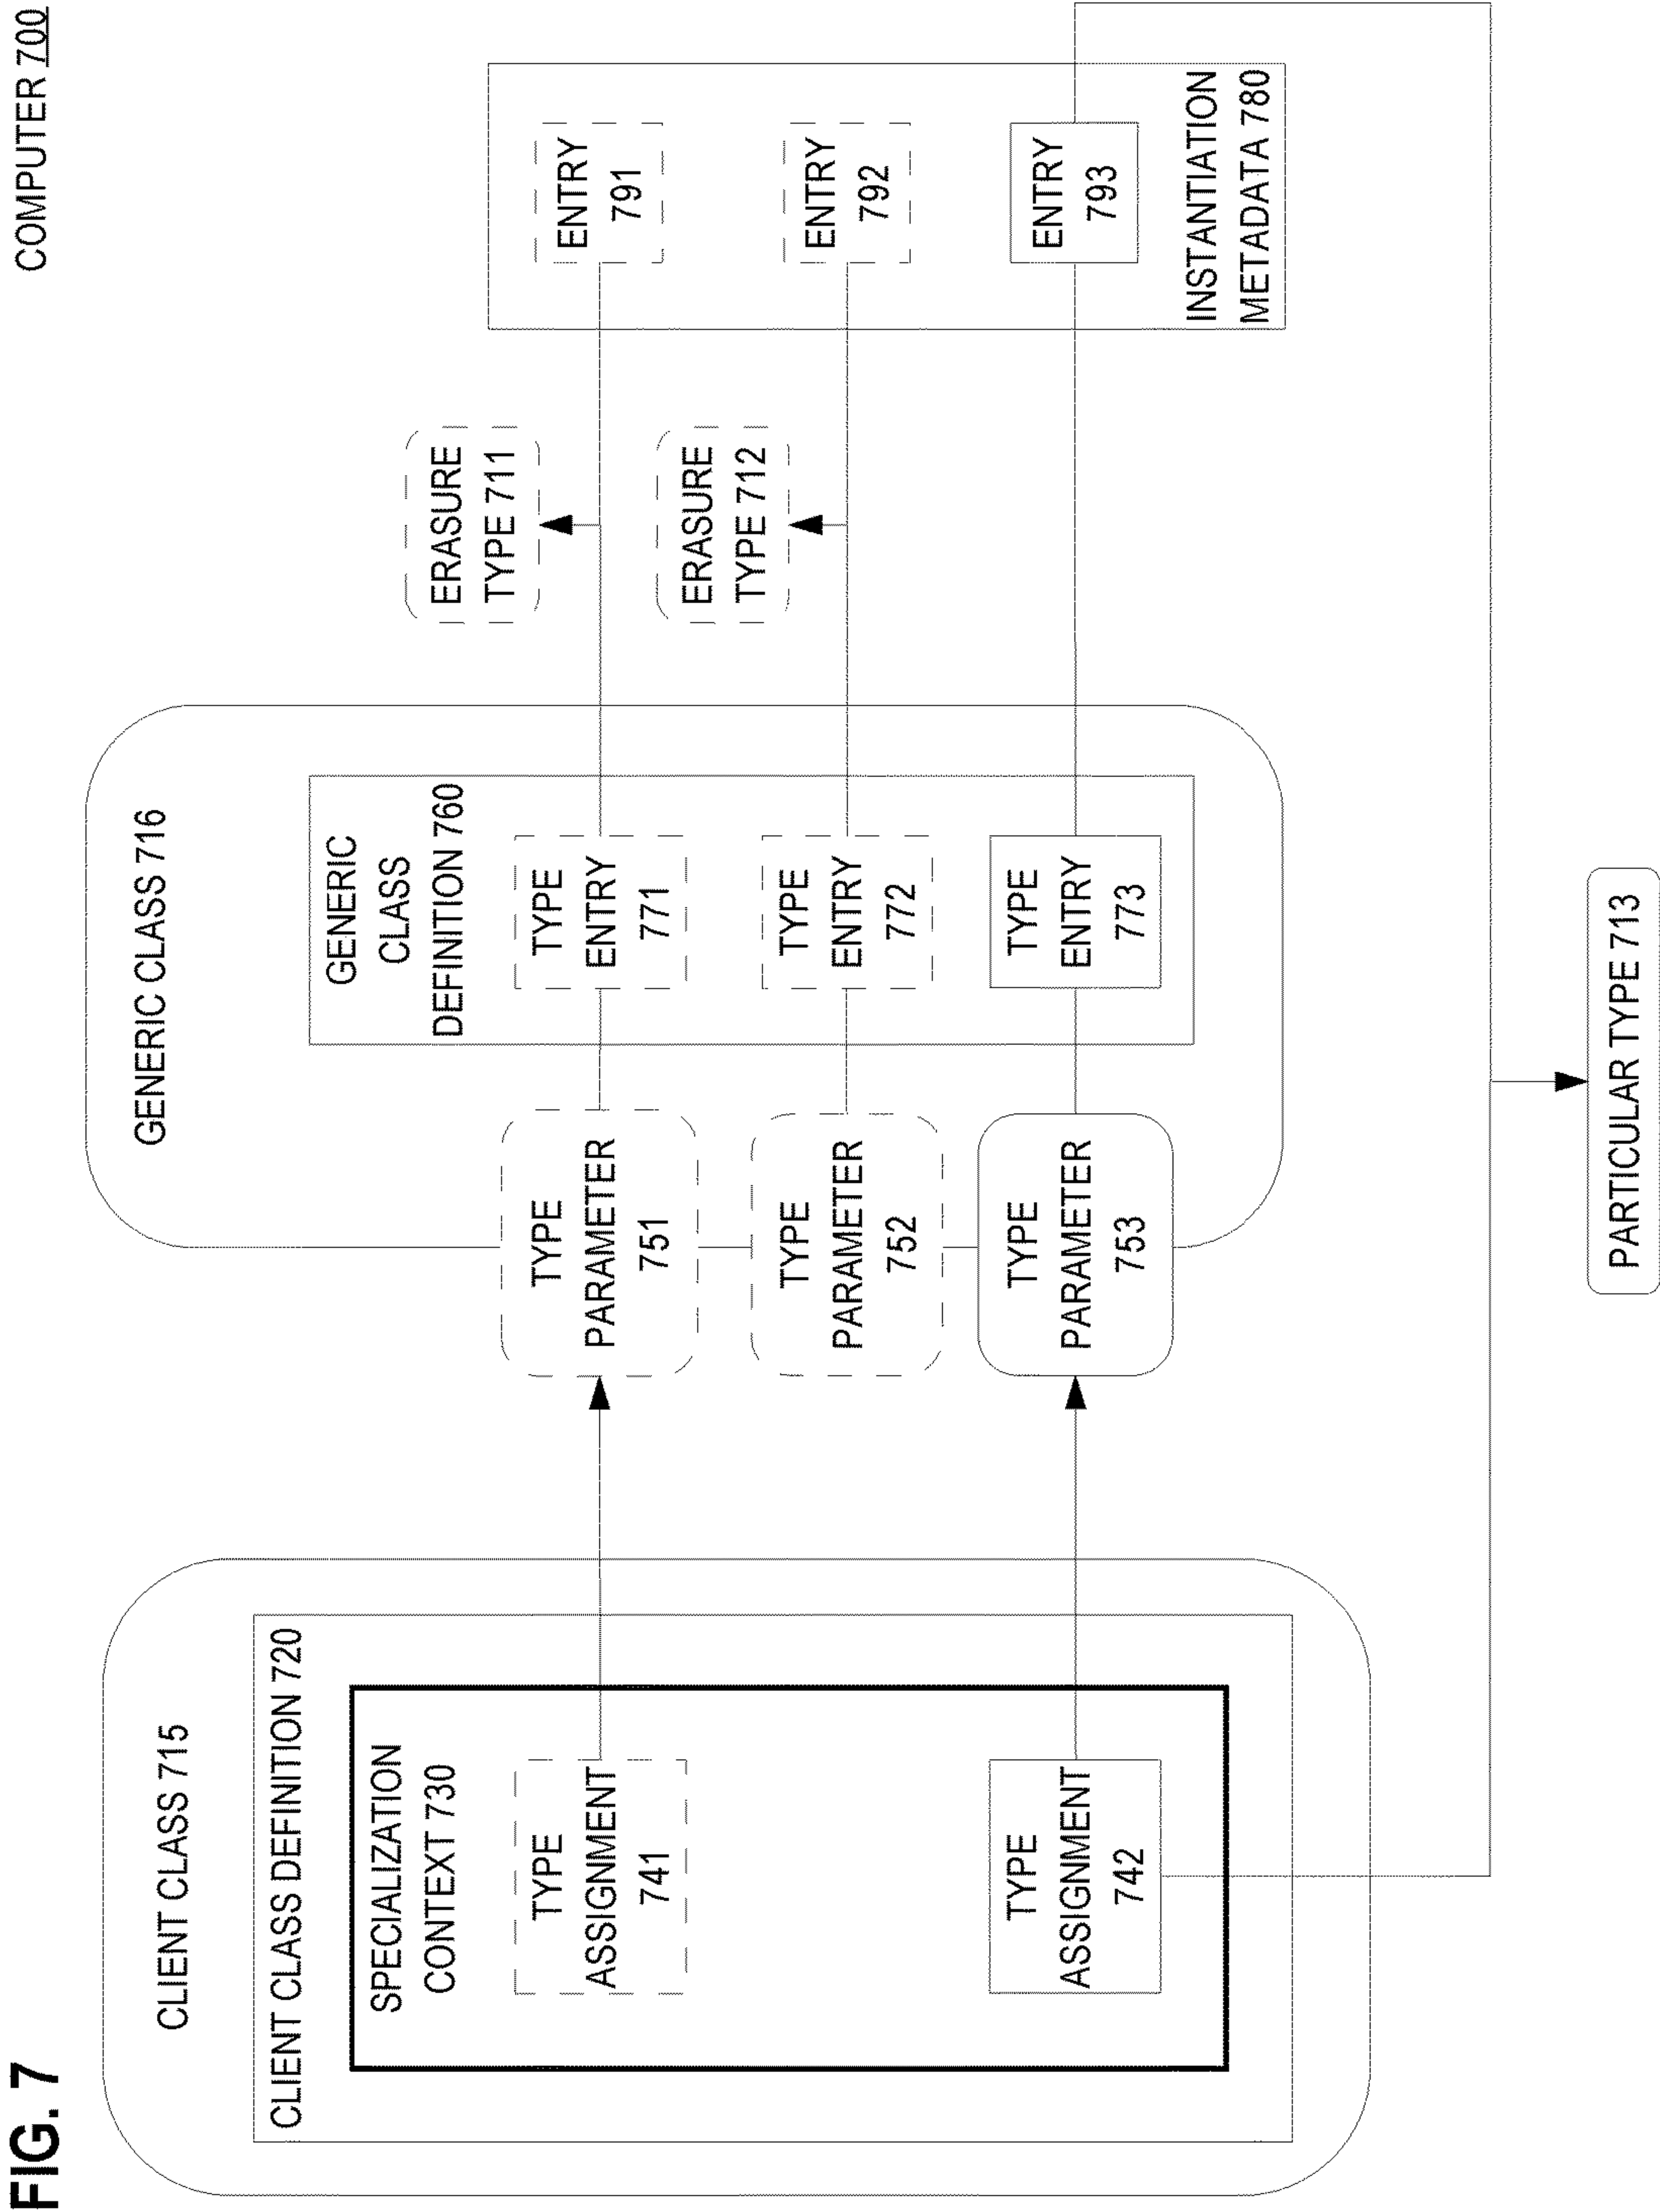 FIG. 7
COMPUTER 700
CLIENT CLASS 715
CLIENT CLASS DEFINITION 720
SPECIALIZATION
CONTEXT 730
TYPE
ASSIGNMENT
741
TYPE
ASSIGNMENT
742
GENERIC CLASS 716
GENERIC
CLASS
DEFINITION 760
TYPE
PARAMETER
751
TYPE
PARAMETER
752
TYPE
PARAMETER
753
TYPE
ENTRY
771
TYPE
ENTRY
772
TYPE
ENTRY
773
ERASURE
TYPE 711
ERASURE
TYPE 712
ENTRY
791
ENTRY
792
ENTRY
793
INSTANTIATION
METADATA 780
PARTICULAR TYPE 713